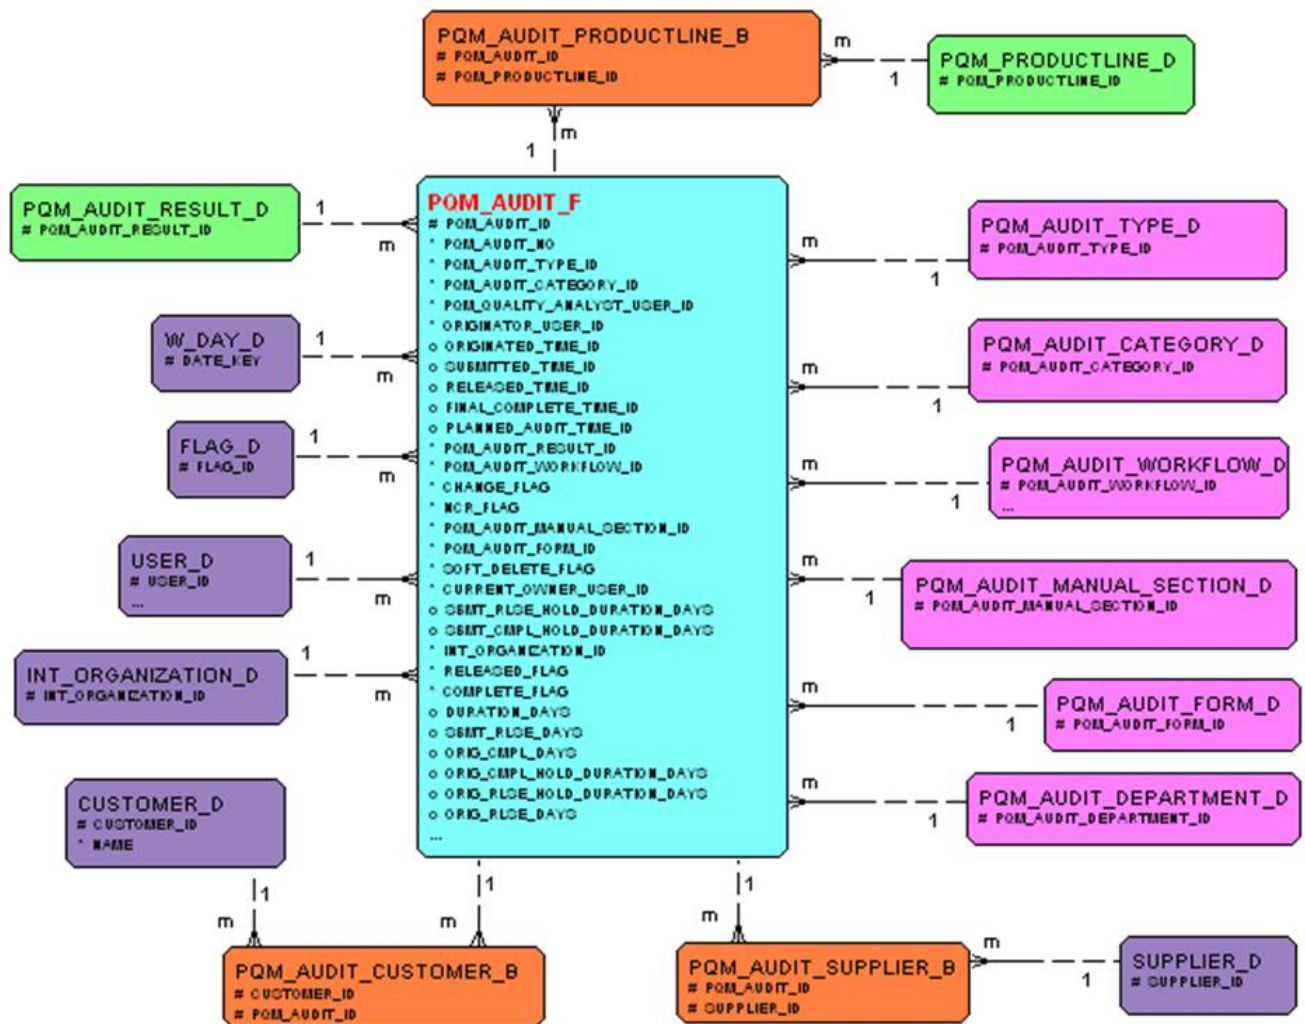 PQM_AUDIT_PRODUCTLINE_B
# PQM_AUDIT_ID
# PQM_PRODUCTLINE_ID
m
1
PQM_PRODUCTLINE_D
# PQM_PRODUCTLINE_ID
m
1
PQM_AUDIT_RESULT_D
# PQM_AUDIT_RESULT_ID
1
m
W_DAY_D
# DATE_KEY
1
m
FLAG_D
# FLAG_ID
1
m
USER_D
# USER_ID
...
1
m
INT_ORGANIZATION_D
# INT_ORGANIZATION_ID
1
m
CUSTOMER_D
# CUSTOMER_ID
* NAME
1
m
PQM_AUDIT_F
# PQM_AUDIT_ID
* PQM_AUDIT_NO
* PQM_AUDIT_TYPE_ID
* PQM_AUDIT_CATEGORY_ID
* PQM_QUALITY_ANALYST_USER_ID
* ORIGINATOR_USER_ID
o ORIGINATED_TIME_ID
o SUBMITTED_TIME_ID
o RELEASED_TIME_ID
o FINAL_COMPLETE_TIME_ID
o PLANNED_AUDIT_TIME_ID
* PQM_AUDIT_RESULT_ID
* PQM_AUDIT_WORKFLOW_ID
* CHANGE_FLAG
* NCR_FLAG
* PQM_AUDIT_MANUAL_SECTION_ID
* PQM_AUDIT_FORM_ID
* SOFT_DELETE_FLAG
* CURRENT_OWNER_USER_ID
o SBMT_RLSE_HOLD_DURATION_DAYS
o SBMT_CMPL_HOLD_DURATION_DAYS
* INT_ORGANIZATION_ID
* RELEASED_FLAG
* COMPLETE_FLAG
o DURATION_DAYS
o SBMT_RLSE_DAYS
o ORIG_CMPL_DAYS
o ORIG_CMPL_HOLD_DURATION_DAYS
o ORIG_RLSE_HOLD_DURATION_DAYS
o ORIG_RLSE_DAYS
...
m
1
PQM_AUDIT_TYPE_D
# PQM_AUDIT_TYPE_ID
m
1
PQM_AUDIT_CATEGORY_D
# PQM_AUDIT_CATEGORY_ID
m
1
PQM_AUDIT_WORKFLOW_D
# PQM_AUDIT_WORKFLOW_ID
...
m
1
PQM_AUDIT_MANUAL_SECTION_D
# PQM_AUDIT_MANUAL_SECTION_ID
m
1
PQM_AUDIT_FORM_D
# PQM_AUDIT_FORM_ID
m
1
PQM_AUDIT_DEPARTMENT_D
# PQM_AUDIT_DEPARTMENT_ID
1
m
PQM_AUDIT_CUSTOMER_B
# CUSTOMER_ID
# PQM_AUDIT_ID
1
m
PQM_AUDIT_SUPPLIER_B
# PQM_AUDIT_ID
# SUPPLIER_ID
m
1
SUPPLIER_D
# SUPPLIER_ID